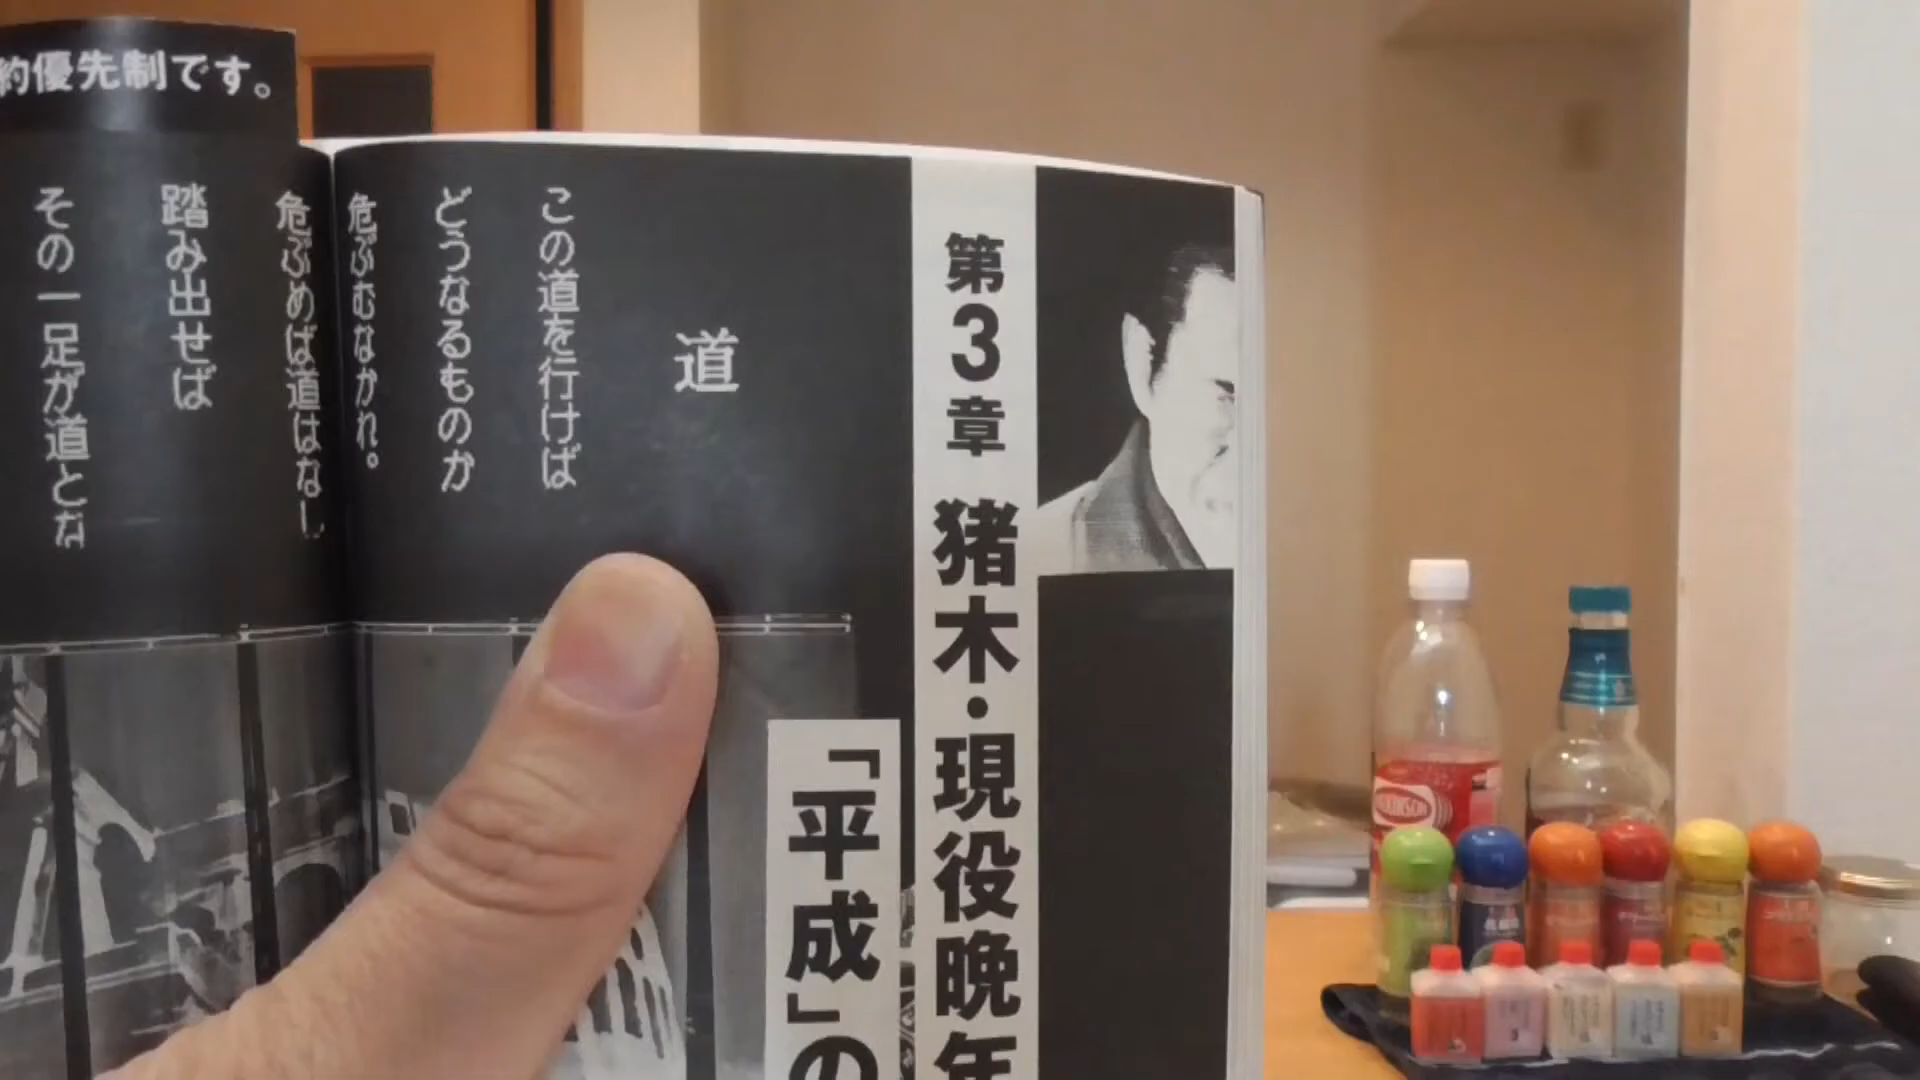 約優先制です。
第3章 猪木・現役晩年
「平成」の
道
この道を行けば
どうなるものか
危ぶむなかれ。
危ぶめば道はなし
踏み出せば
その一足が道とな